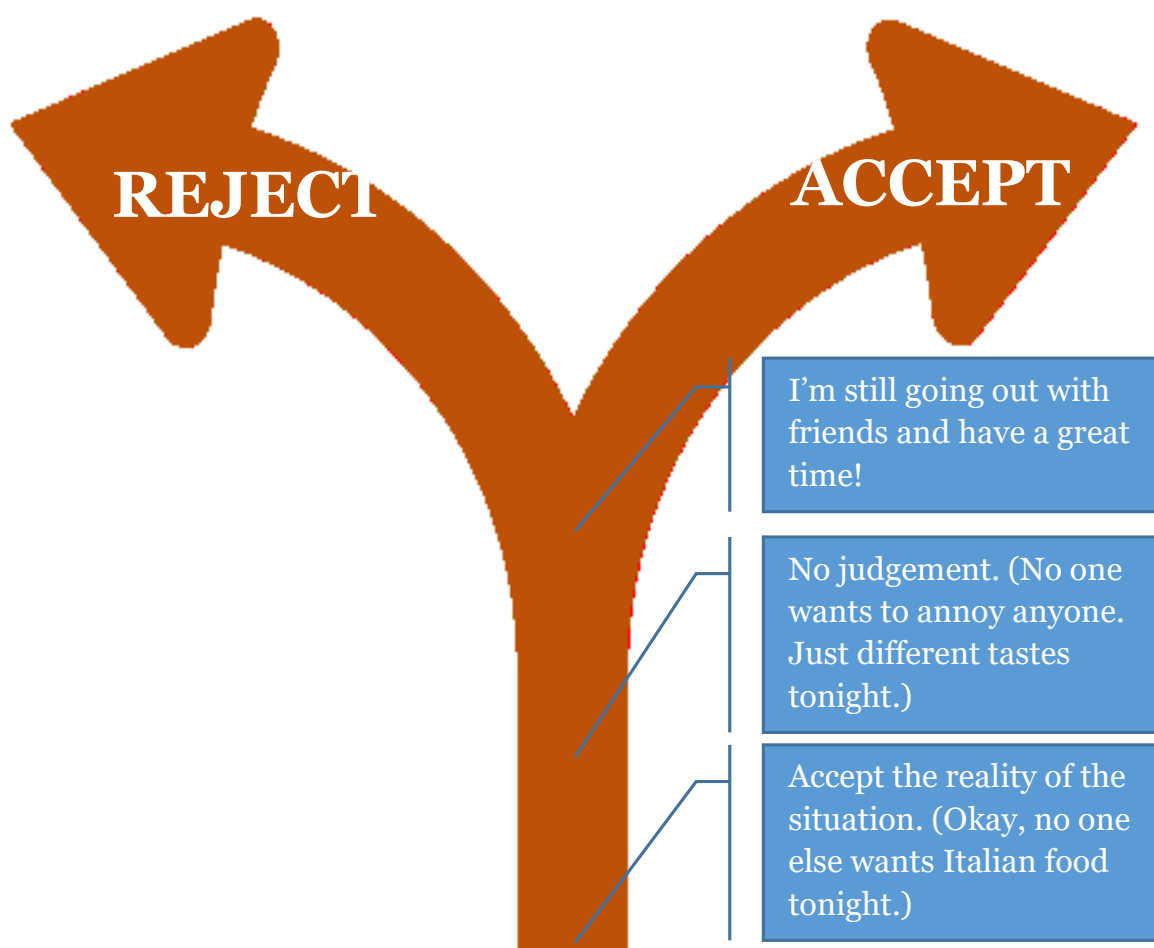 REJECT
ACCEPT
I’m still going out with
friends and have a great
time!
No judgement. (No one
wants to annoy anyone.
Just different tastes
tonight.)
Accept the reality of the
situation. (Okay, no one
else wants Italian food
tonight.)